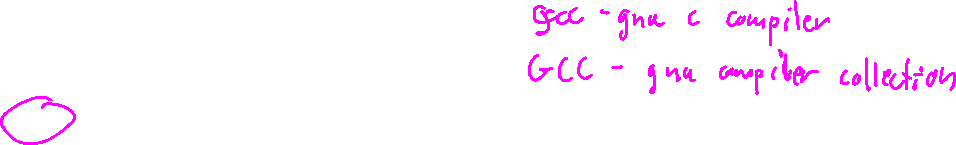 gcc - gnu c compiler
GCC - gnu compiler collection